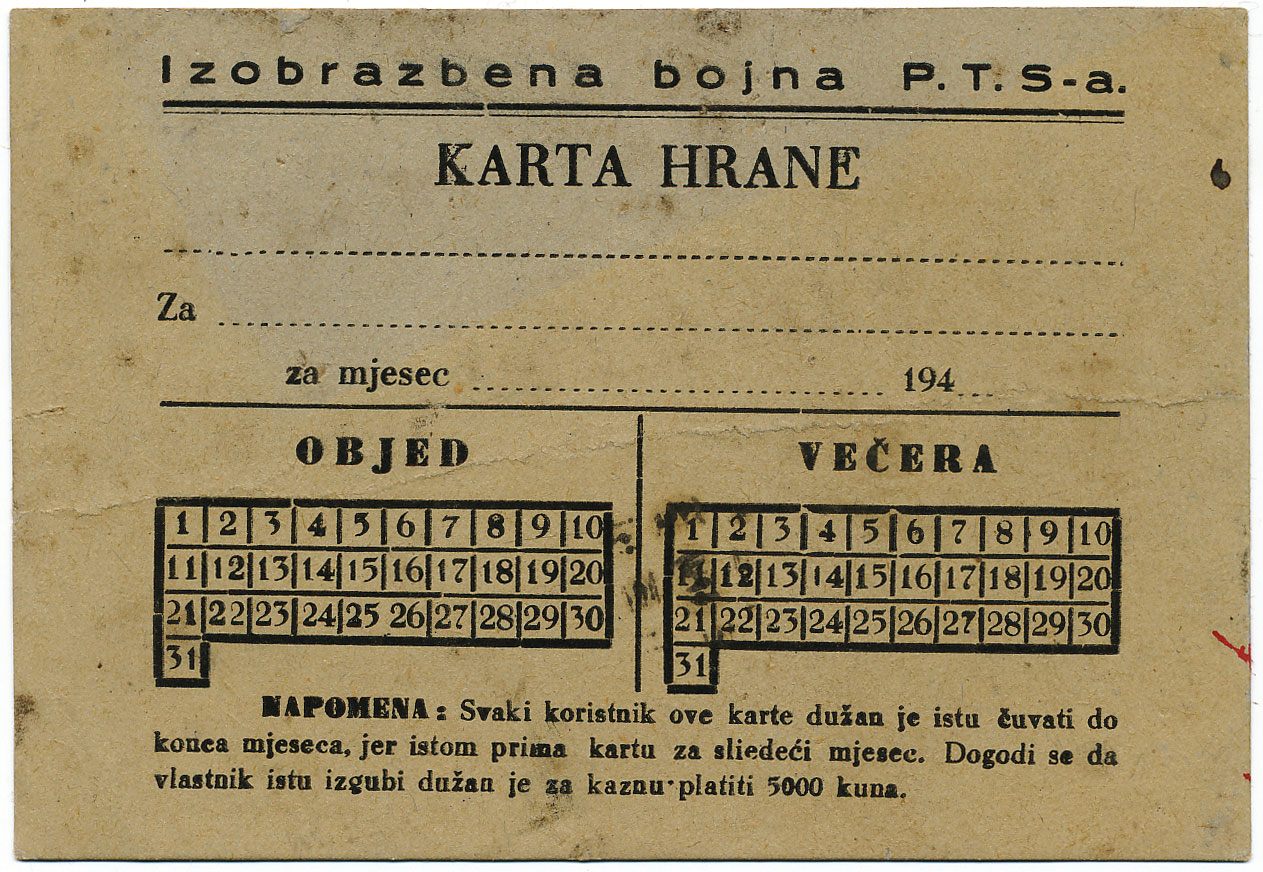 Izobrazbena bojna P. T. S-a.
KARTA HRANE
Za
za mjesec 194
OBJED VEČERA
1 2 3 4 5 6 7 8 9 10 1 2 3 4 5 6 7 8 9 10
11 12 13 14 15 16 17 18 19 20 11 12 13 14 15 16 17 18 19 20
21 22 23 24 25 26 27 28 29 30 21 22 23 24 25 26 27 28 29 30
31 31
NAPOMENA: Svaki koristnik ove karte dužan je istu čuvati do
konca mjeseca, jer istom prima kartu za sliedeći mjesec. Dogodi se da
vlastnik istu izgubi dužan je za kaznu platiti 5000 kuna.